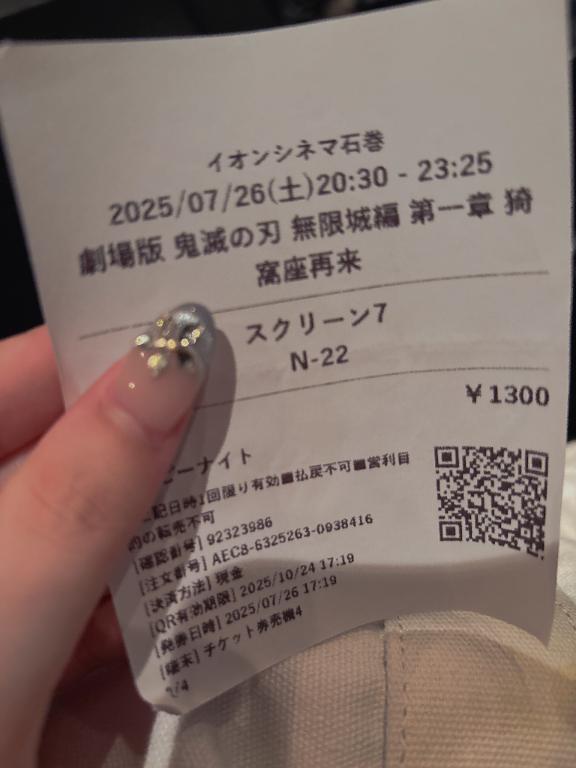 イオンシネマ石巻
2025/07/26(土)20:30 - 23:25
劇場版 鬼滅の刃 無限城編 第一章 猗
窩座再来
スクリーン7
N-22
￥1300
ピーナイト
記日時1回限り有効■払戻不可■営利目
的の転売不可
[確認番号] 92323986
[注文番号] AEC8-6325263-0938416
[決済方法] 現金
[QR有効期限] 2025/10/24 17:19
[発券日時] 2025/07/26 17:19
[端末] チケット券売機4
/4